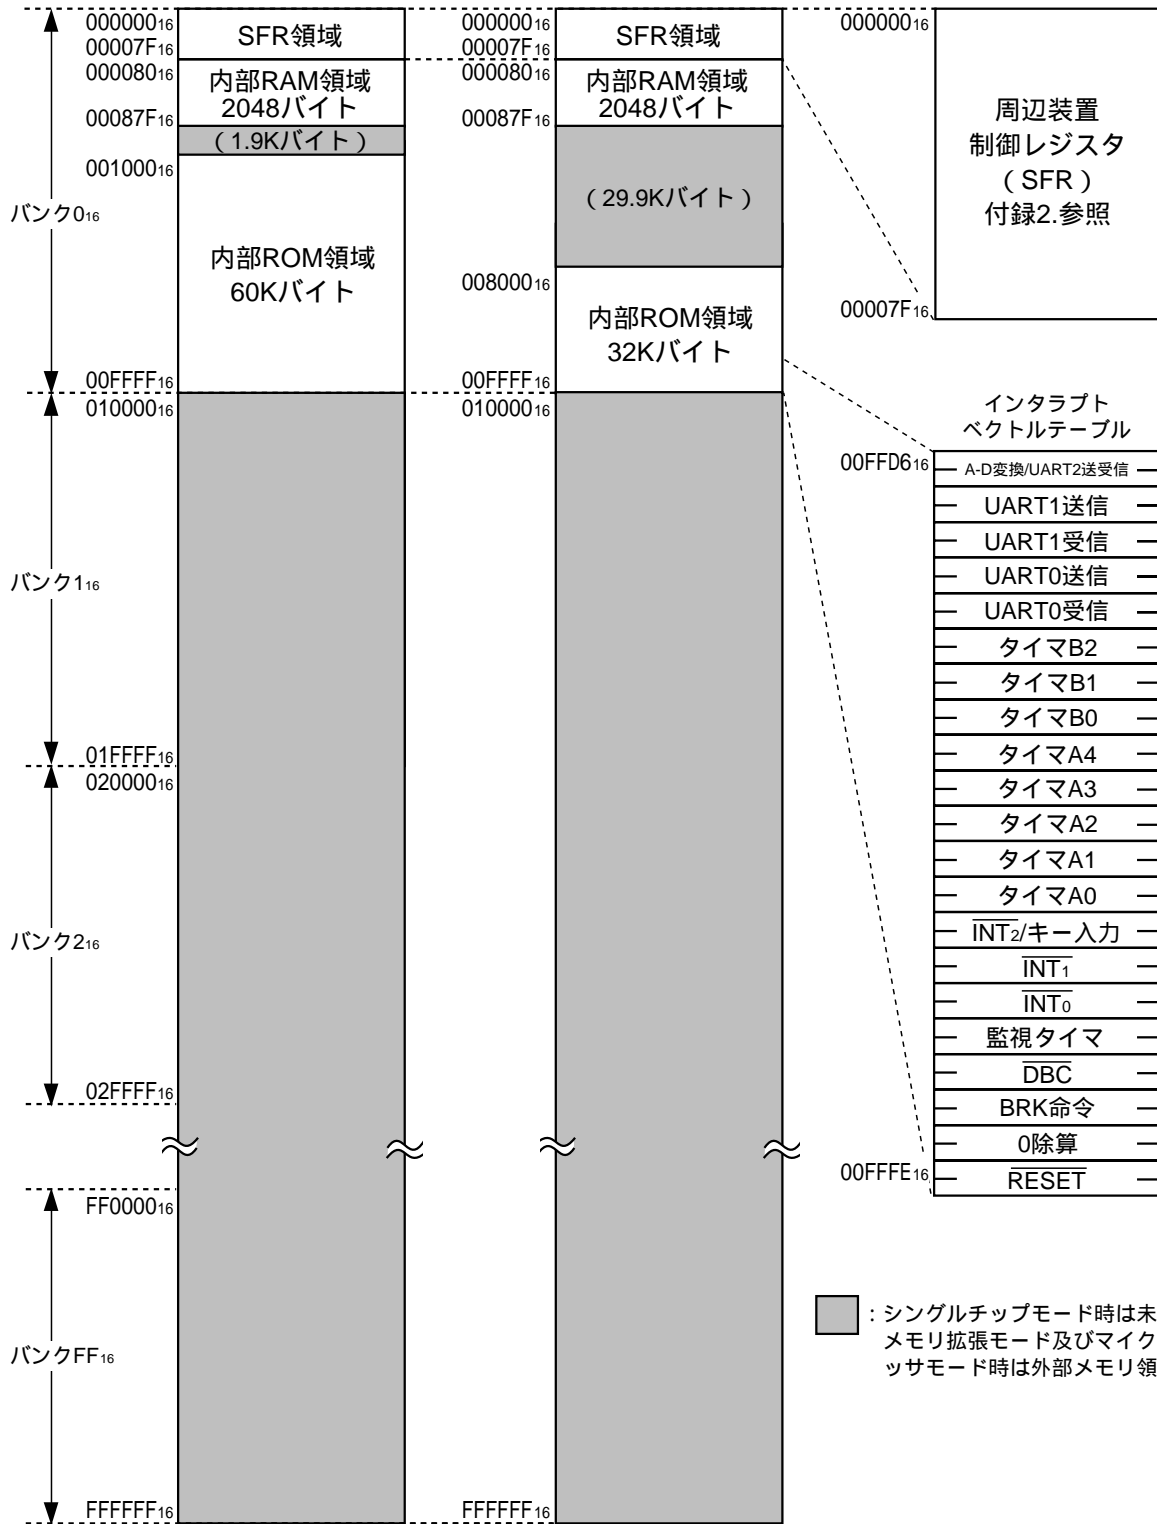 00000016
00007F16
00008016
00087F16
00100016
00FFFF16
01000016
01FFFF16
02000016
02FFFF16
FF000016
FFFFFF16
バンク016
バンク116
バンク216
バンクFF16
SFR領域
内部RAM領域
2048バイト
(1.9Kバイト)
内部ROM領域
60Kバイト
00000016
00007F16
00008016
00087F16
00800016
00FFFF16
01000016
FFFFFF16
SFR領域
内部RAM領域
2048バイト
(29.9Kバイト)
内部ROM領域
32Kバイト
00000016
00007F16
周辺装置
制御レジスタ
(SFR)
付録2.参照
インタラプト
ベクトルテーブル
00FFD616
A-D変換/UART2送受信
UART1送信
UART1受信
UART0送信
UART0受信
タイマB2
タイマB1
タイマB0
タイマA4
タイマA3
タイマA2
タイマA1
タイマA0
INT2/キー入力
INT1
INT0
監視タイマ
DBC
BRK命令
0除算
00FFFE16
RESET
:シングルチップモード時は未
メモリ拡張モード及びマイク
ッサモード時は外部メモリ領